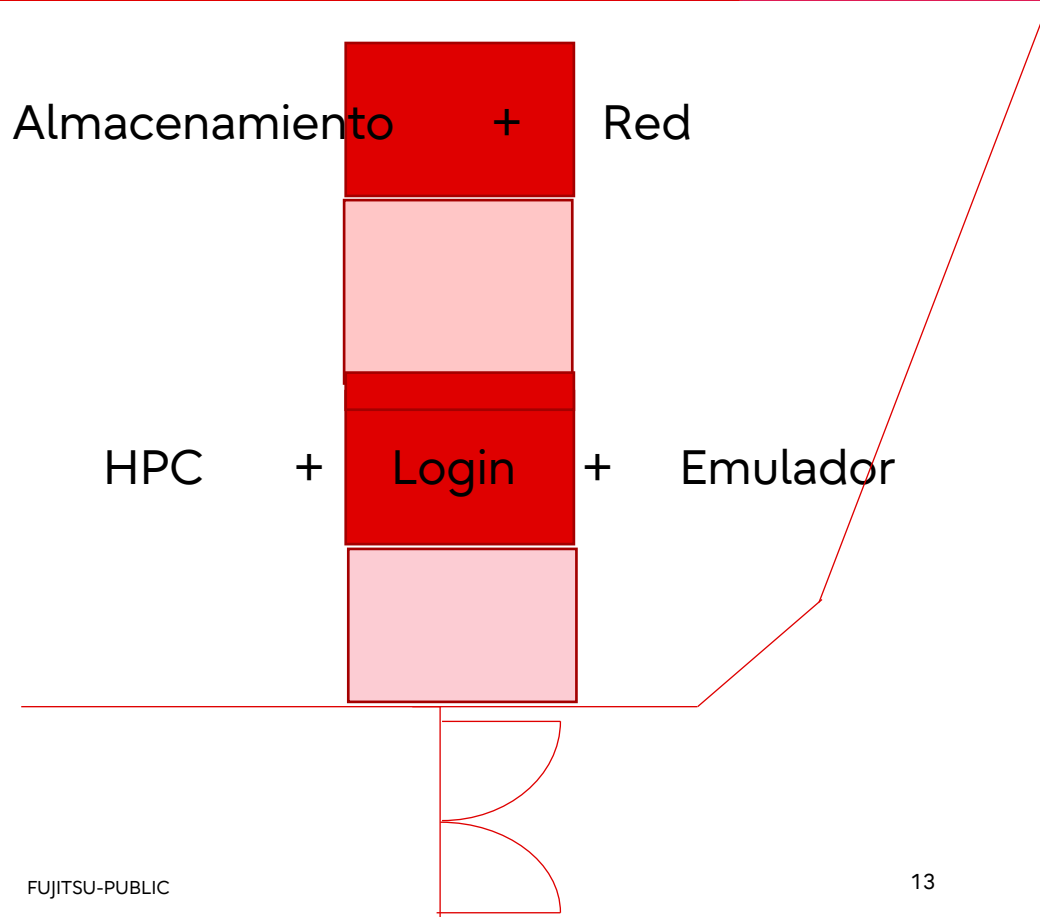 Almacenamiento + Red
HPC + Login + Emulador
FUJITSU-PUBLIC
13